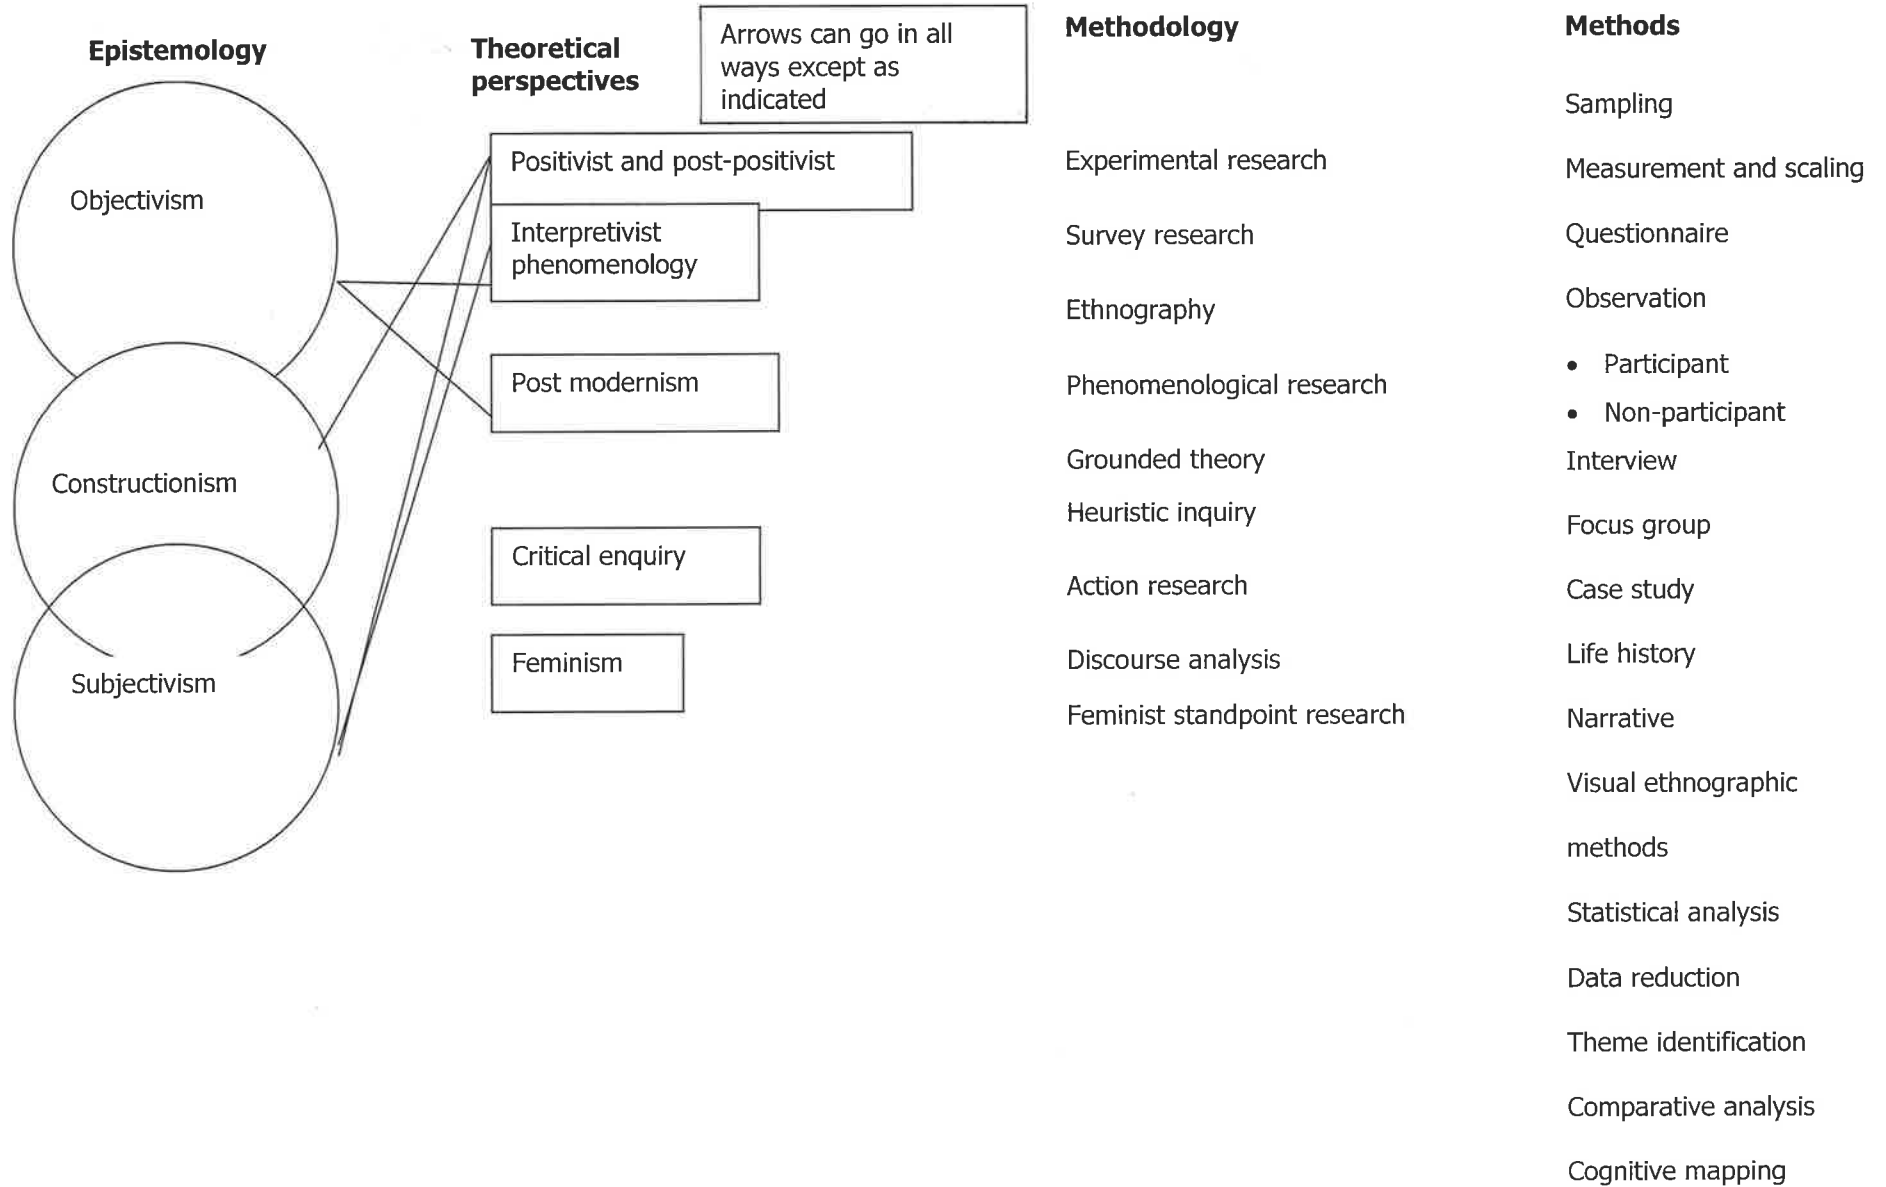 Epistemology
Objectivism
Constructionism
Subjectivism
Theoretical
perspectives
Arrows can go in all
ways except as
indicated
Positivist and post-positivist
Interpretivist
phenomenology
Post modernism
Critical enquiry
Feminism
Methodology
Experimental research
Survey research
Ethnography
Phenomenological research
Grounded theory
Heuristic inquiry
Action research
Discourse analysis
Feminist standpoint research
Methods
Sampling
Measurement and scaling
Questionnaire
Observation
• Participant
• Non-participant
Interview
Focus group
Case study
Life history
Narrative
Visual ethnographic
methods
Statistical analysis
Data reduction
Theme identification
Comparative analysis
Cognitive mapping